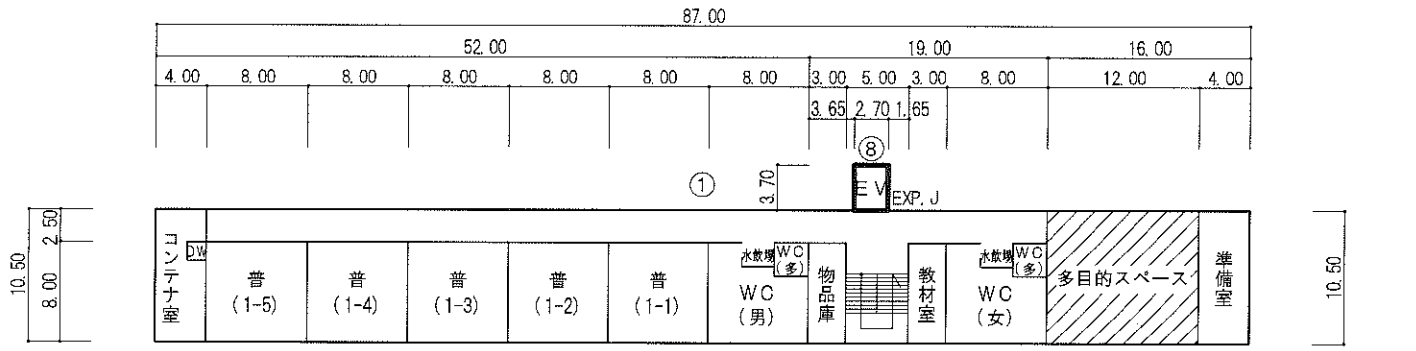 87.00
52.00 19.00 16.00
4.00 8.00 8.00 8.00 8.00 8.00 8.00 3.00 5.00 3.00 8.00 12.00 4.00
3.65 2.70 1.65
⑧
① 3.70 EV EXP.J
10.50 2.50 8.00
コンテナ室
DW
普
(1-5)
普
(1-4)
普
(1-3)
普
(1-2)
普
(1-1)
水飲場
WC
(多)
WC
(男)
物品庫
教材室
水飲場
WC
(多)
WC
(女)
多目的スペース
準備室
10.50